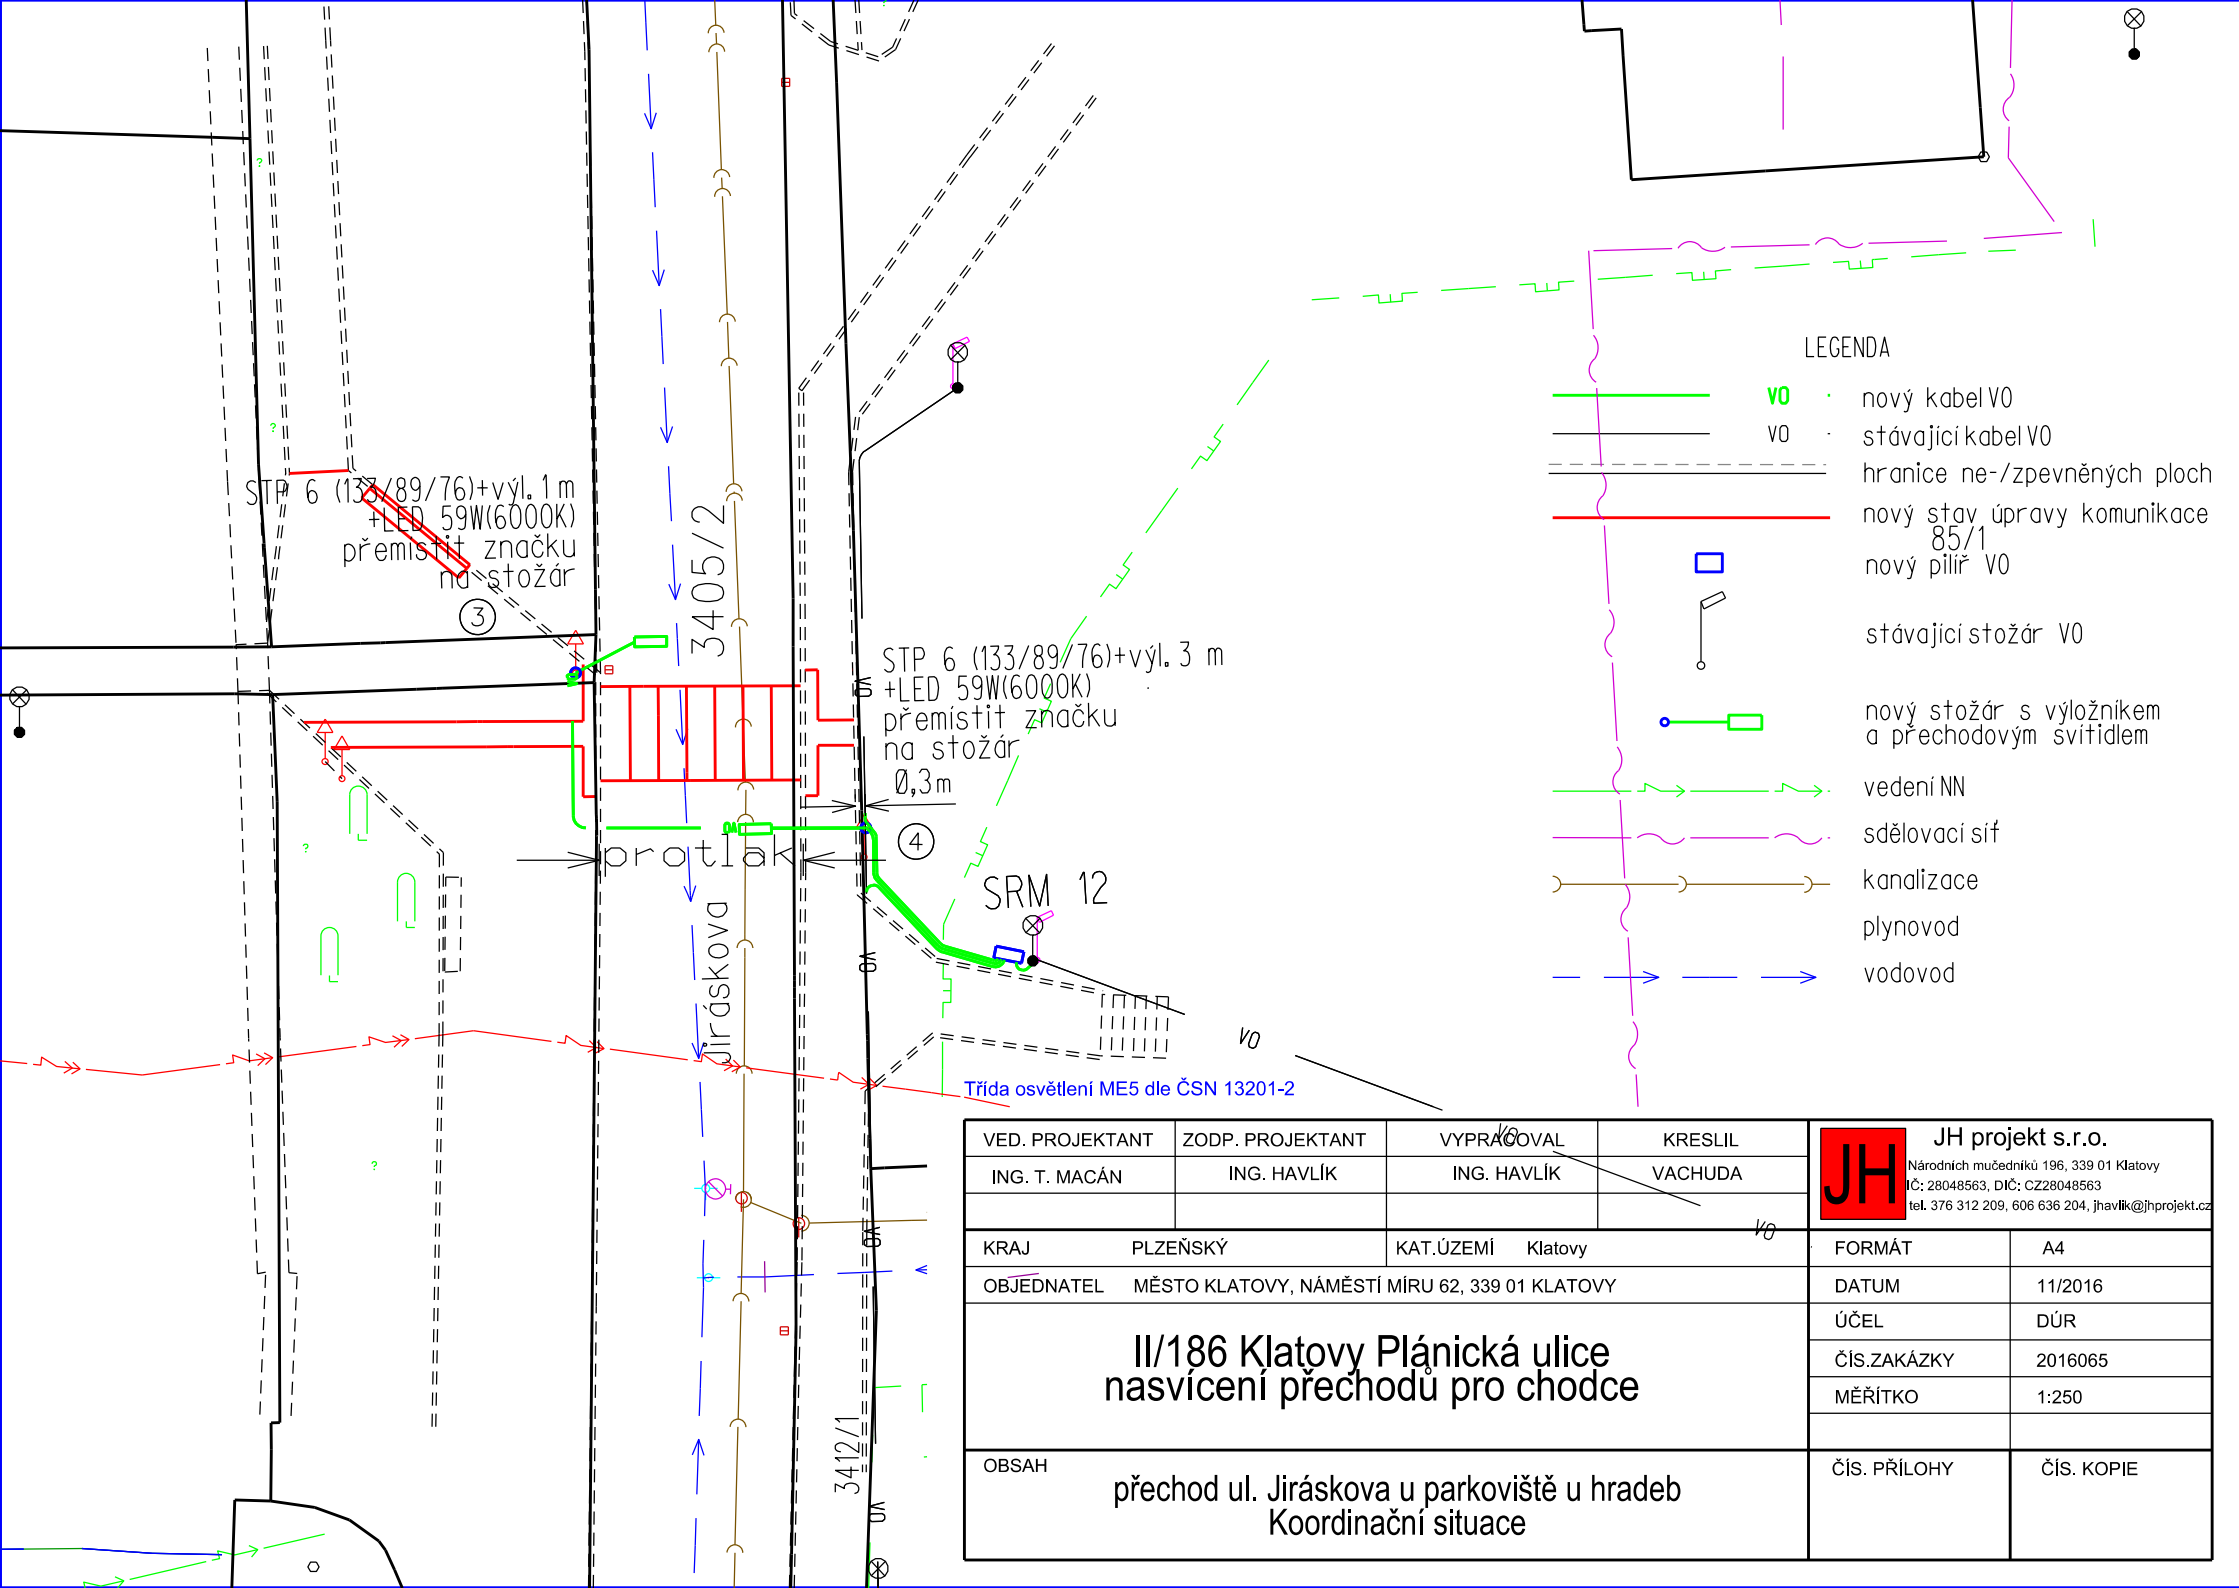 STP 6 (133/89/76)+výl. 1 m
+LED 59W(6000K)
přemístit značku
na stožár
3
3405/2
STP 6 (133/89/76)+výl. 3 m
+LED 59W(6000K)
přemístit značku
na stožár
0,3m
4
protlak
SRM 12
Jiráskova
3412/1
VO
VO
VO
VO
VO
VO
VO
VO
?
?
?
?
LEGENDA
VO nový kabel VO
VO stávající kabel VO
hranice ne-/zpevněných ploch
nový stav úpravy komunikace
85/1
nový pilíř VO
stávající stožár VO
nový stožár s výložníkem
a přechodovým svítidlem
vedení NN
sdělovací síť
kanalizace
plynovod
vodovod
Třída osvětlení ME5 dle ČSN 13201-2
VED. PROJEKTANT ZODP. PROJEKTANT VYPRACOVAL KRESLIL
ING. T. MACÁN ING. HAVLÍK ING. HAVLÍK VACHUDA
JH
JH projekt s.r.o.
Národních mučedníků 196, 339 01 Klatovy
IČ: 28048563, DIČ: CZ28048563
tel. 376 312 209, 606 636 204, jhavlik@jhprojekt.cz
KRAJ PLZEŇSKÝ KAT.ÚZEMÍ Klatovy
OBJEDNATEL MĚSTO KLATOVY, NÁMĚSTÍ MÍRU 62, 339 01 KLATOVY
FORMÁT A4
DATUM 11/2016
ÚČEL DÚR
ČÍS.ZAKÁZKY 2016065
MĚŘÍTKO 1:250
II/186 Klatovy Plánická ulice
nasvícení přechodů pro chodce
OBSAH
přechod ul. Jiráskova u parkoviště u hradeb
Koordinační situace
ČÍS. PŘÍLOHY ČÍS. KOPIE